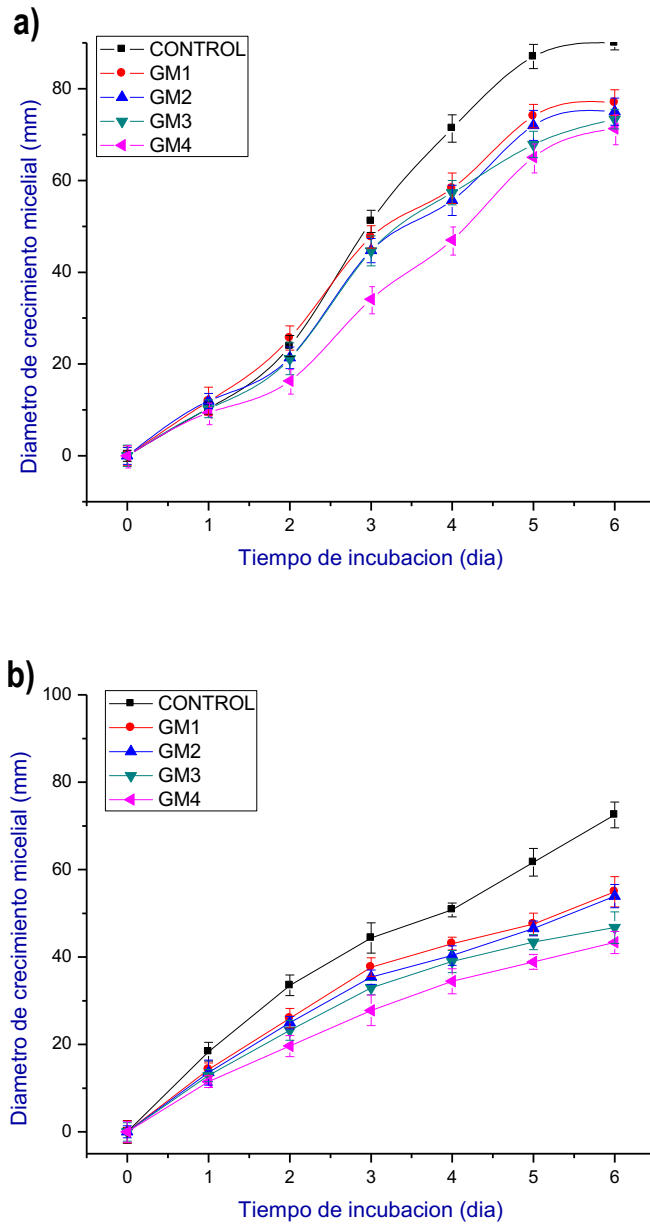 a)
CONTROL
GM1
GM2
GM3
GM4
Diametro de crecimiento micelial (mm)
80
60
40
20
0
0 1 2 3 4 5 6
Tiempo de incubacion (dia)
b)
CONTROL
GM1
GM2
GM3
GM4
Diametro de crecimiento micelial (mm)
100
80
60
40
20
0
0 1 2 3 4 5 6
Tiempo de incubacion (dia)